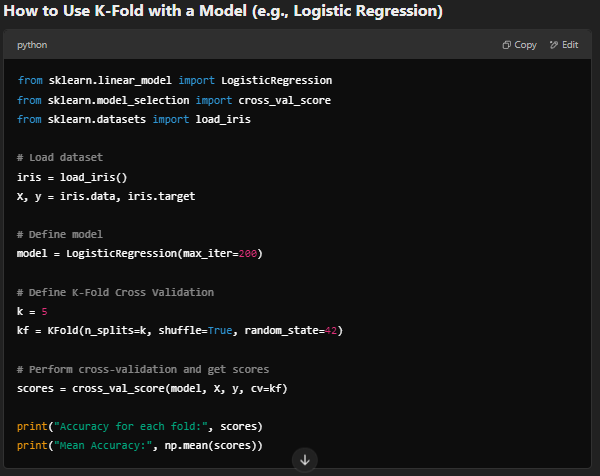 How to Use K-Fold with a Model (e.g., Logistic Regression)
python
Copy
Edit
from sklearn.linear_model import LogisticRegression
from sklearn.model_selection import cross_val_score
from sklearn.datasets import load_iris
# Load dataset
iris = load_iris()
X, y = iris.data, iris.target
# Define model
model = LogisticRegression(max_iter=200)
# Define K-Fold Cross Validation
k = 5
kf = KFold(n_splits=k, shuffle=True, random_state=42)
# Perform cross-validation and get scores
scores = cross_val_score(model, X, y, cv=kf)
print("Accuracy for each fold:", scores)
print("Mean Accuracy:", np.mean(scores))